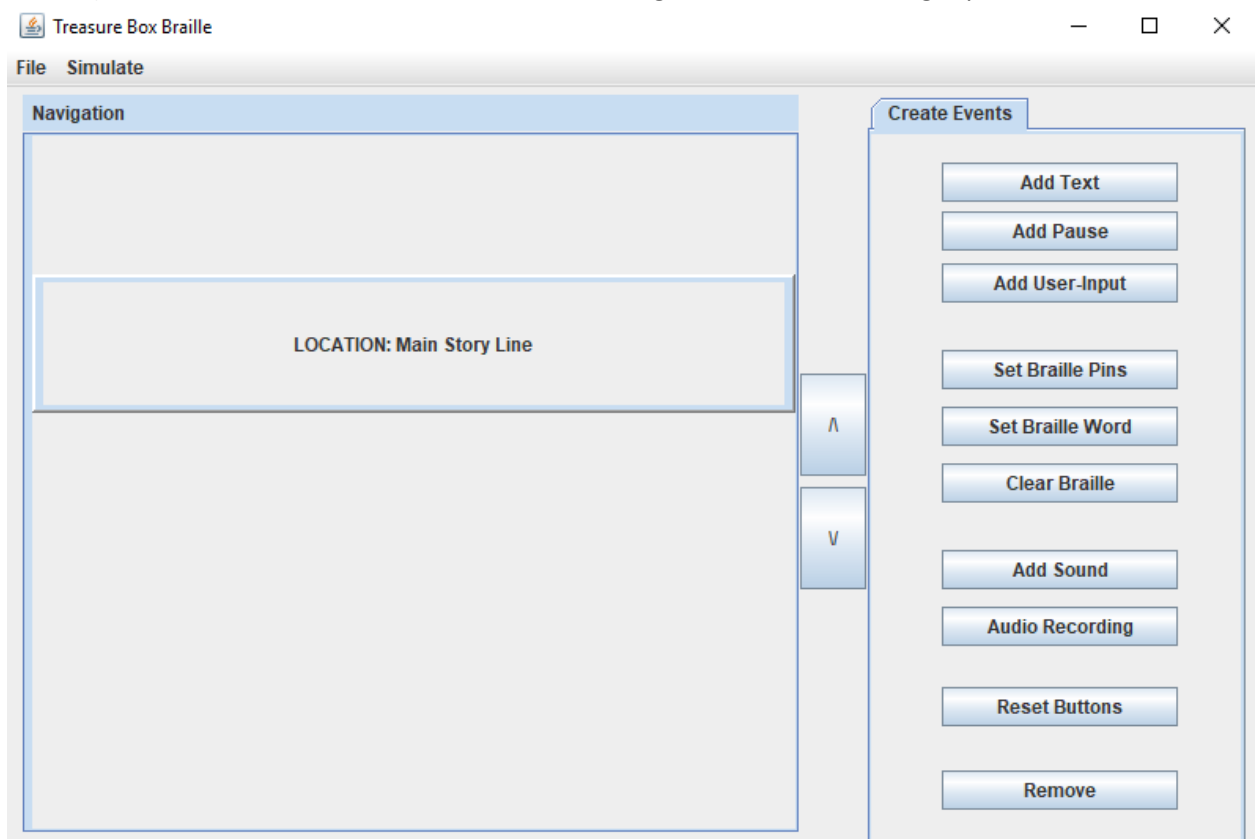 Treasure Box Braille
File Simulate
Navigation
Create Events
Add Text
Add Pause
Add User-Input
LOCATION: Main Story Line
Set Braille Pins
/\
Set Braille Word
Clear Braille
\/
Add Sound
Audio Recording
Reset Buttons
Remove